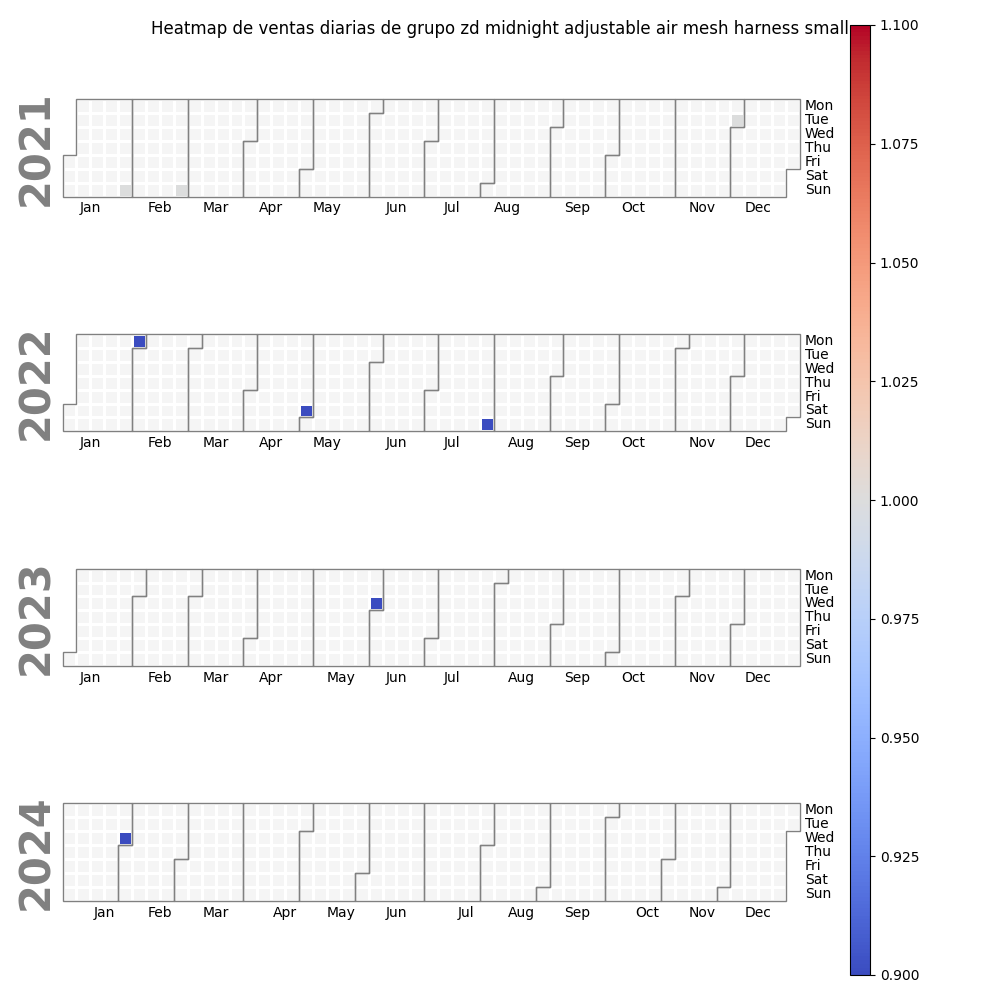 Heatmap de ventas diarias de grupo zd midnight adjustable air mesh harness small
2021
Mon
Tue
Wed
Thu
Fri
Sat
Sun
Jan Feb Mar Apr May Jun Jul Aug Sep Oct Nov Dec
2022
Mon
Tue
Wed
Thu
Fri
Sat
Sun
Jan Feb Mar Apr May Jun Jul Aug Sep Oct Nov Dec
2023
Mon
Tue
Wed
Thu
Fri
Sat
Sun
Jan Feb Mar Apr May Jun Jul Aug Sep Oct Nov Dec
2024
Mon
Tue
Wed
Thu
Fri
Sat
Sun
Jan Feb Mar Apr May Jun Jul Aug Sep Oct Nov Dec
1.100
1.075
1.050
1.025
1.000
0.975
0.950
0.925
0.900